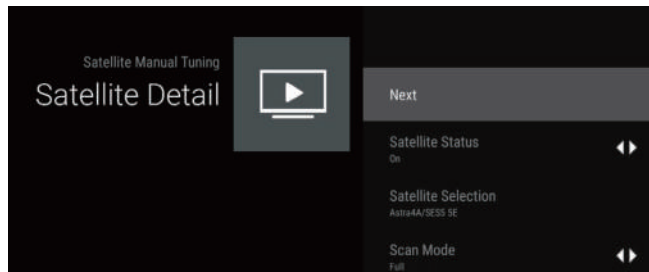 Satellite Manual Tuning
Satellite Detail
Next
Satellite Status
On
Satellite Selection
Astra4A/SES5 5E
Scan Mode
Full